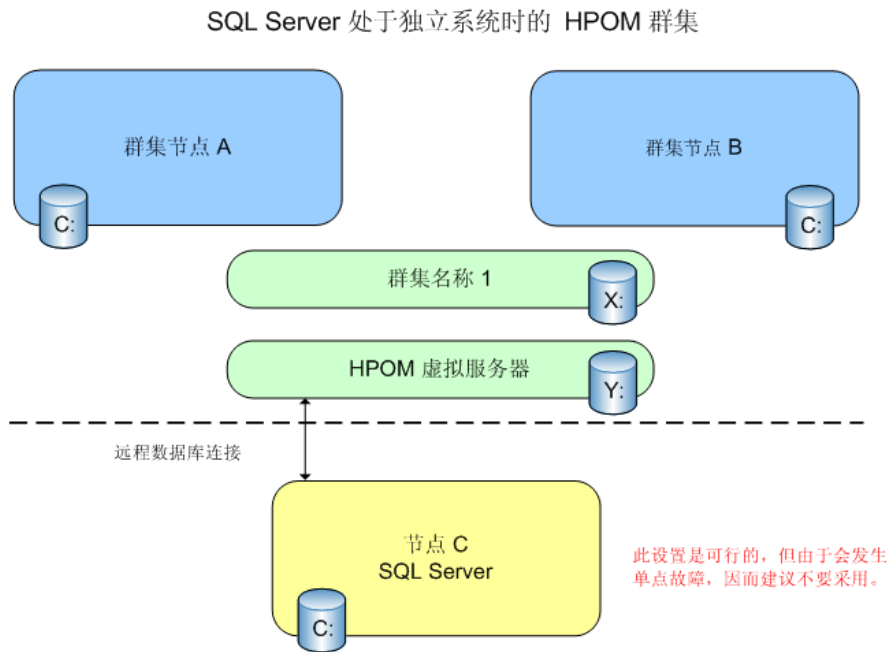 SQL Server 处于独立系统时的 HPOM 群集
群集节点 A
群集节点 B
C:
C:
群集名称 1
X:
HPOM 虚拟服务器
Y:
远程数据库连接
节点 C
SQL Server
C:
此设置是可行的，但由于会发生
单点故障，因而建议不要采用。